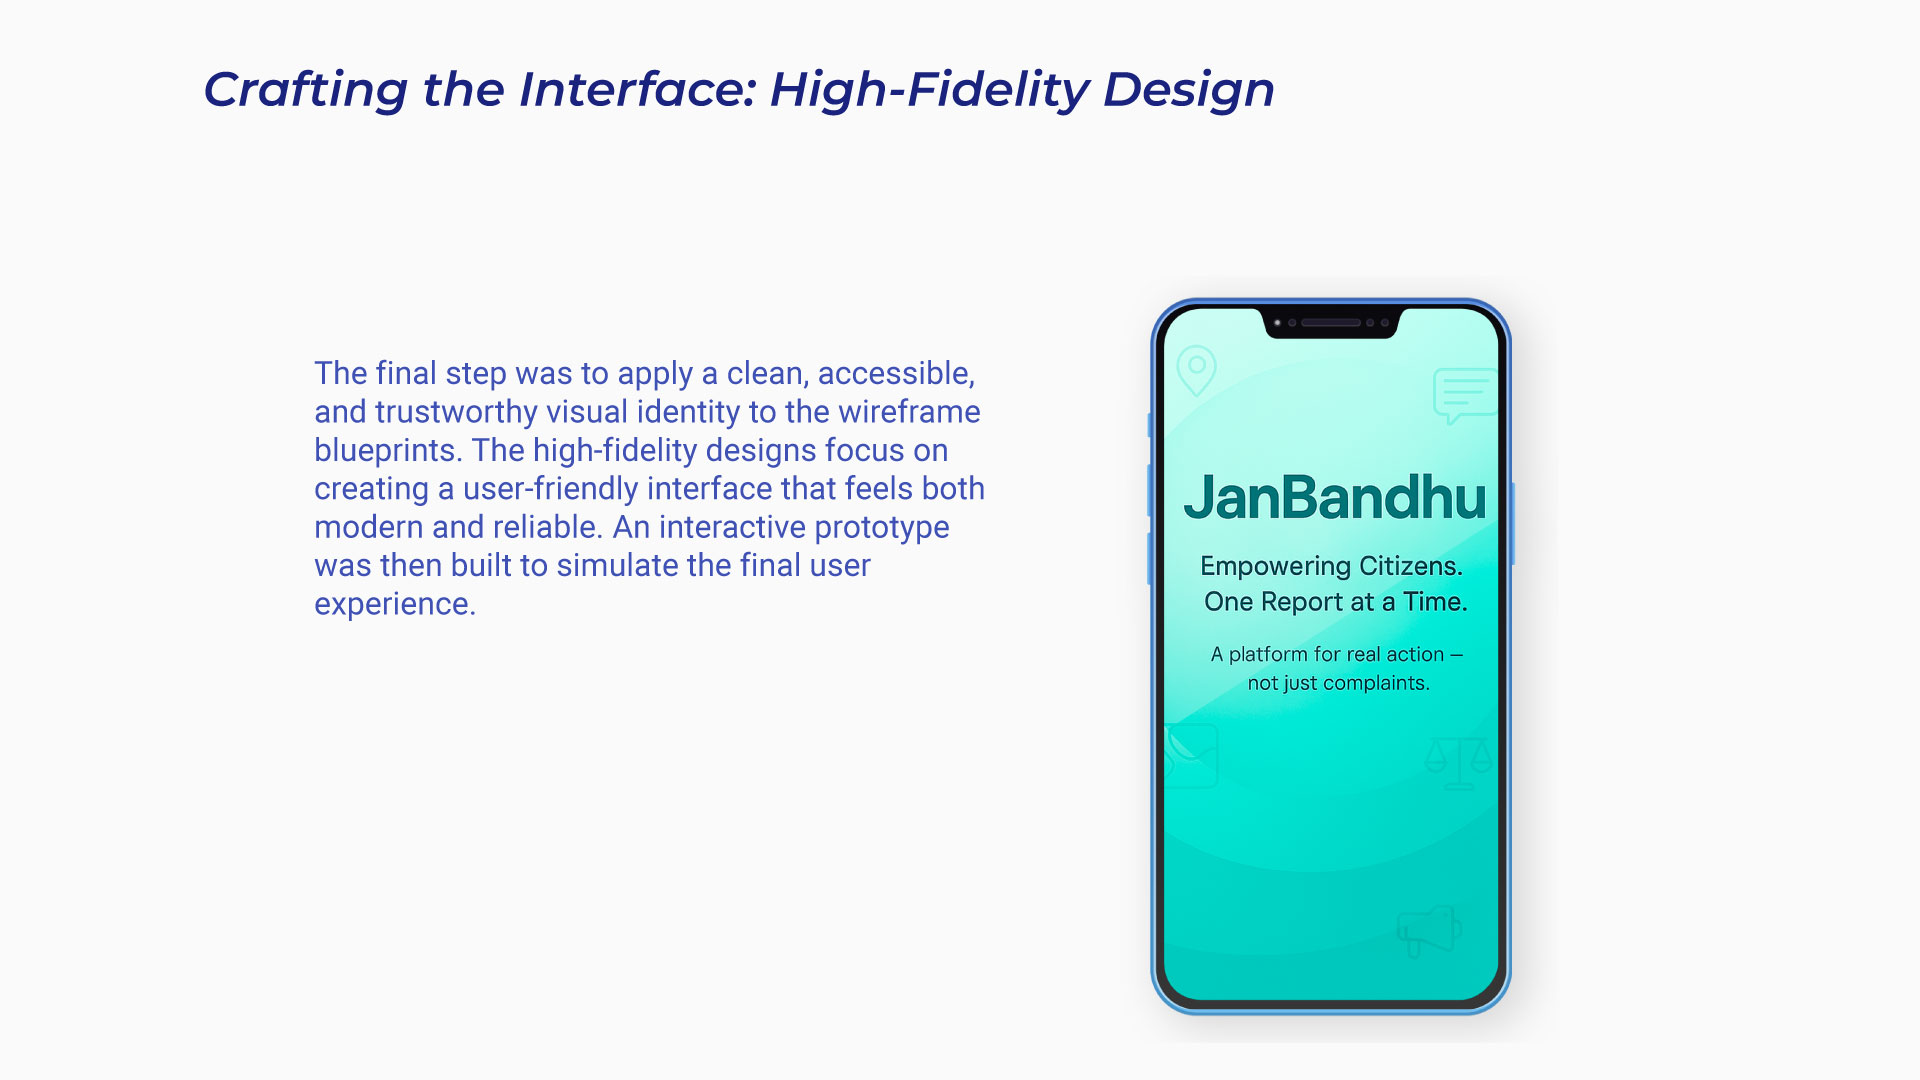 Crafting the Interface: High-Fidelity Design
The final step was to apply a clean, accessible,
and trustworthy visual identity to the wireframe
blueprints. The high-fidelity designs focus on
creating a user-friendly interface that feels both
modern and reliable. An interactive prototype
was then built to simulate the final user
experience.
JanBandhu
Empowering Citizens.
One Report at a Time.
A platform for real action –
not just complaints.